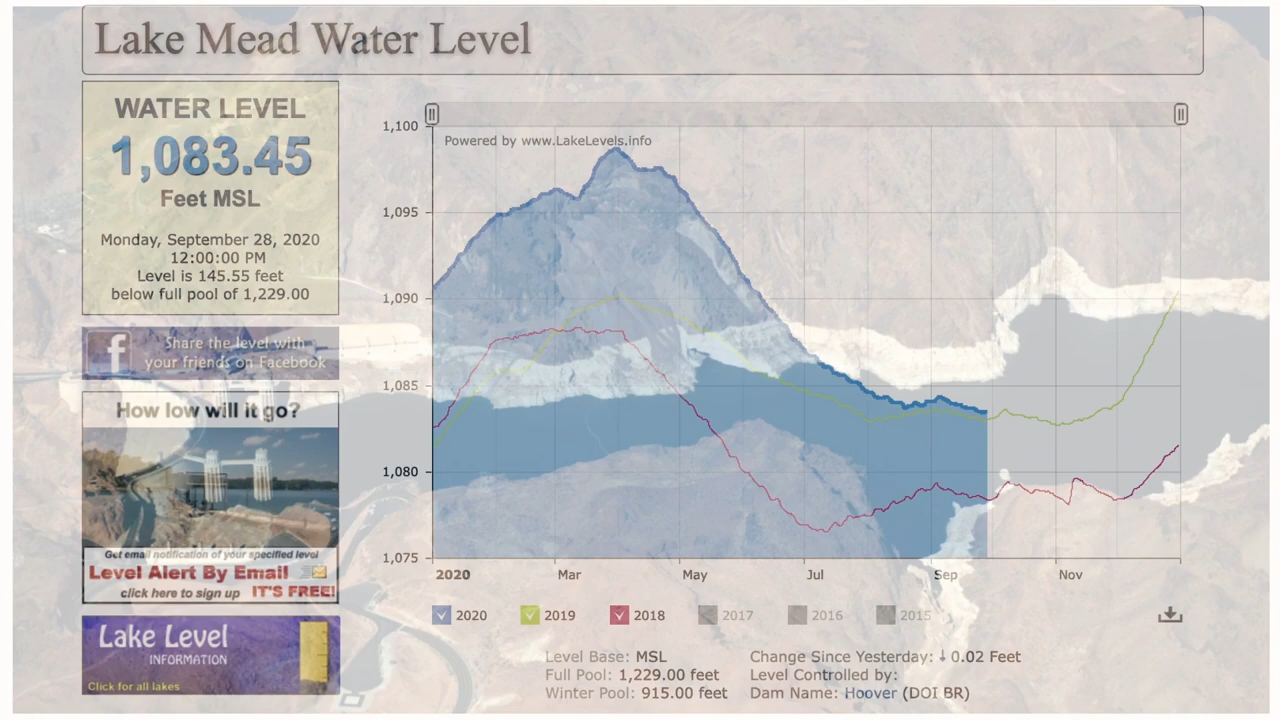 Lake Mead Water Level
WATER LEVEL
1,083.45
Feet MSL
Monday, September 28, 2020
12:00:00 PM
Level is 145.55 feet
below full pool of 1,229.00
f
Share the level with
your friends on Facebook
How low will it go?
Get email notification of your specified level
Level Alert By Email
click here to sign up IT'S FREE!
Lake Level
INFORMATION
Click for all lakes
Powered by www.LakeLevels.info
1,100
1,095
1,090
1,085
1,080
1,075
2020 Mar May Jul Sep Nov
2020 2019 2018 2017 2016 2015
Level Base: MSL
Full Pool: 1,229.00 feet
Winter Pool: 915.00 feet
Change Since Yesterday: ↓ 0.02 Feet
Level Controlled by:
Dam Name: Hoover (DOI BR)